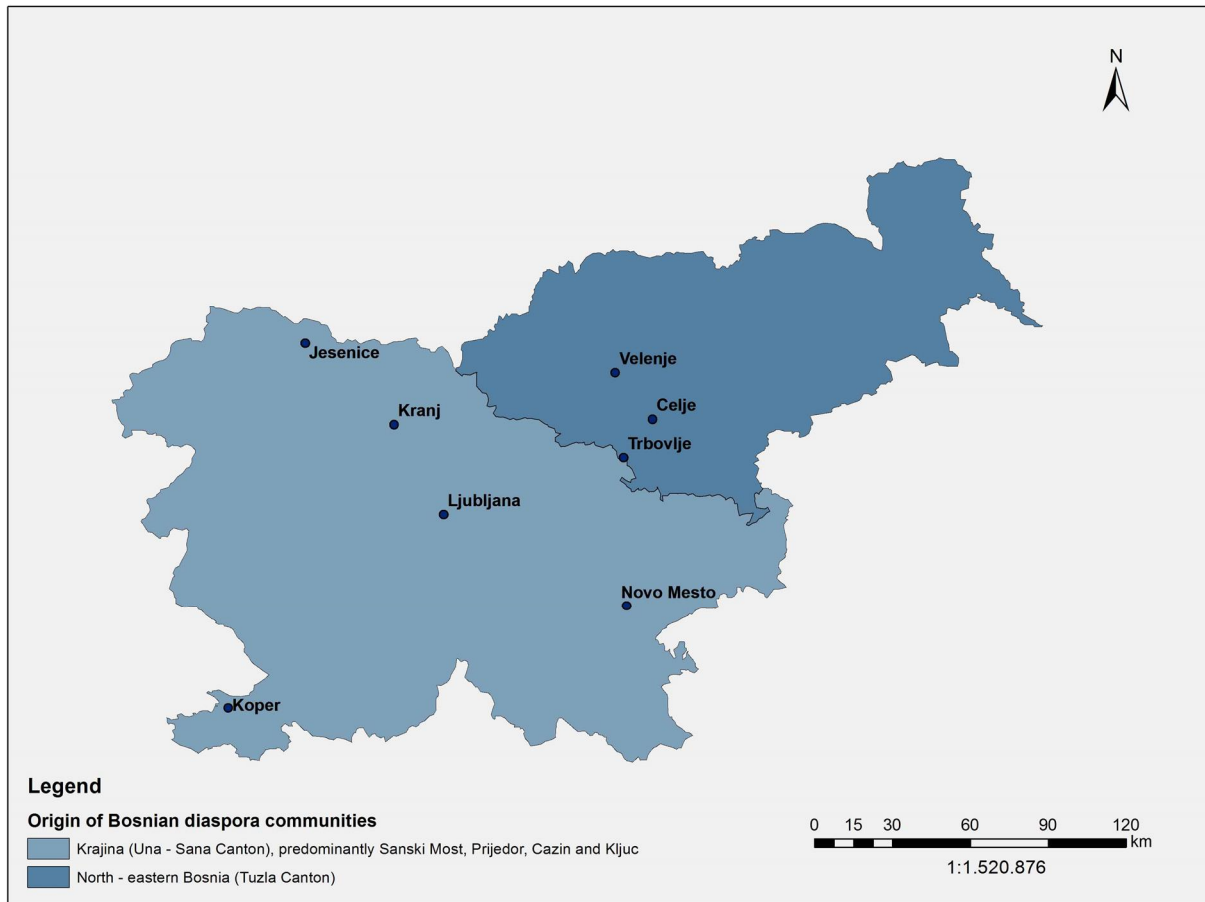 N
Jesenice
Velenje
Kranj
Celje
Trbovlje
Ljubljana
Novo Mesto
Koper
Legend
Origin of Bosnian diaspora communities
Krajina (Una - Sana Canton), predominantly Sanski Most, Prijedor, Cazin and Kljuc
North - eastern Bosnia (Tuzla Canton)
0 15 30 60 90 120
km
1:1.520.876